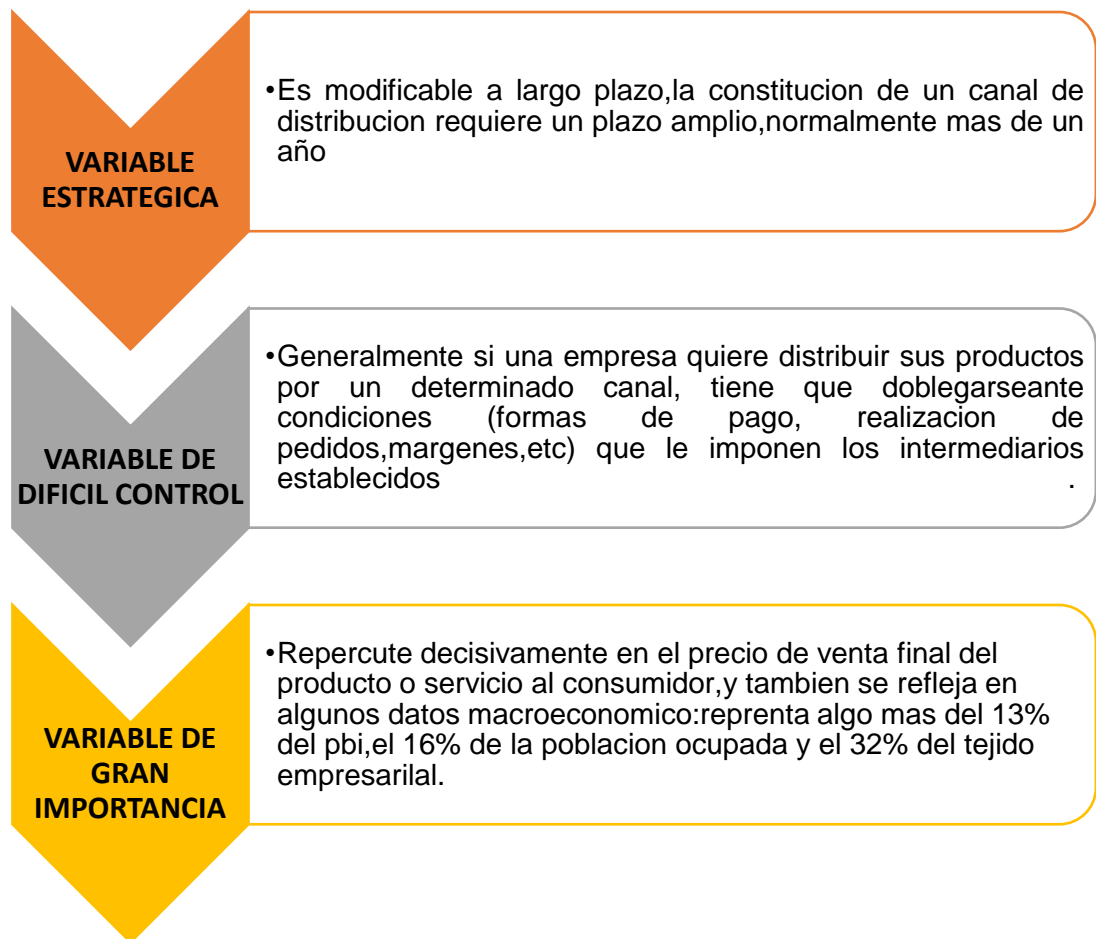 VARIABLE
ESTRATEGICA
•Es modificable a largo plazo,la constitucion de un canal de
distribucion requiere un plazo amplio,normalmente mas de un
año
VARIABLE DE
DIFICIL CONTROL
•Generalmente si una empresa quiere distribuir sus productos
por un determinado canal, tiene que doblegarseante
condiciones (formas de pago, realizacion de
pedidos,margenes,etc) que le imponen los intermediarios
establecidos .
VARIABLE DE
GRAN
IMPORTANCIA
•Repercute decisivamente en el precio de venta final del
producto o servicio al consumidor,y tambien se refleja en
algunos datos macroeconomico:reprenta algo mas del 13%
del pbi,el 16% de la poblacion ocupada y el 32% del tejido
empresarilal.